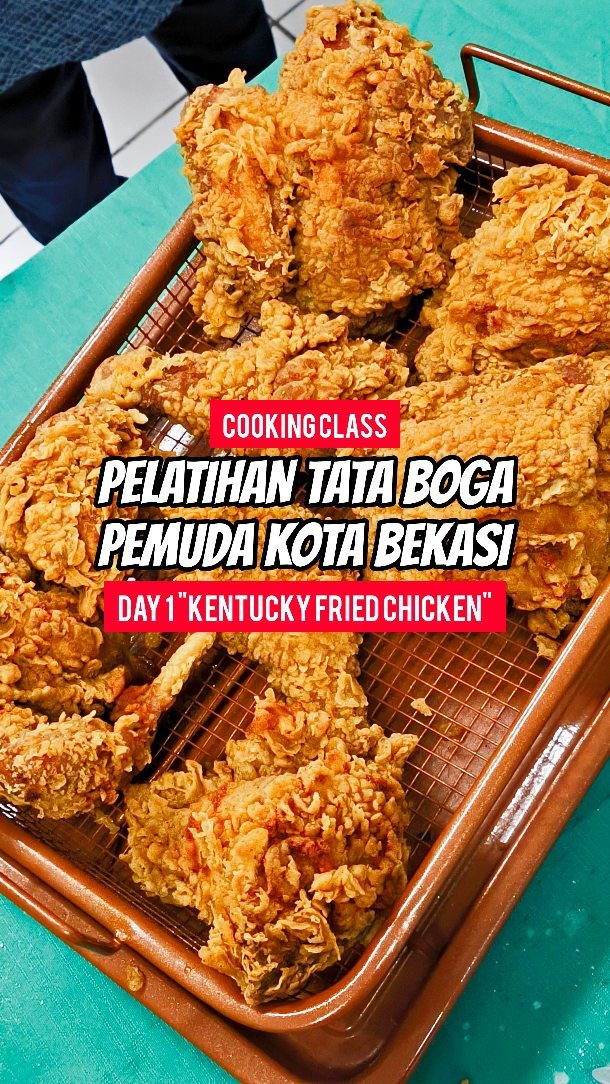 COOKING CLASS
PELATIHAN TATA BOGA
PEMUDA KOTA BEKASI
DAY 1 "KENTUCKY FRIED CHICKEN"